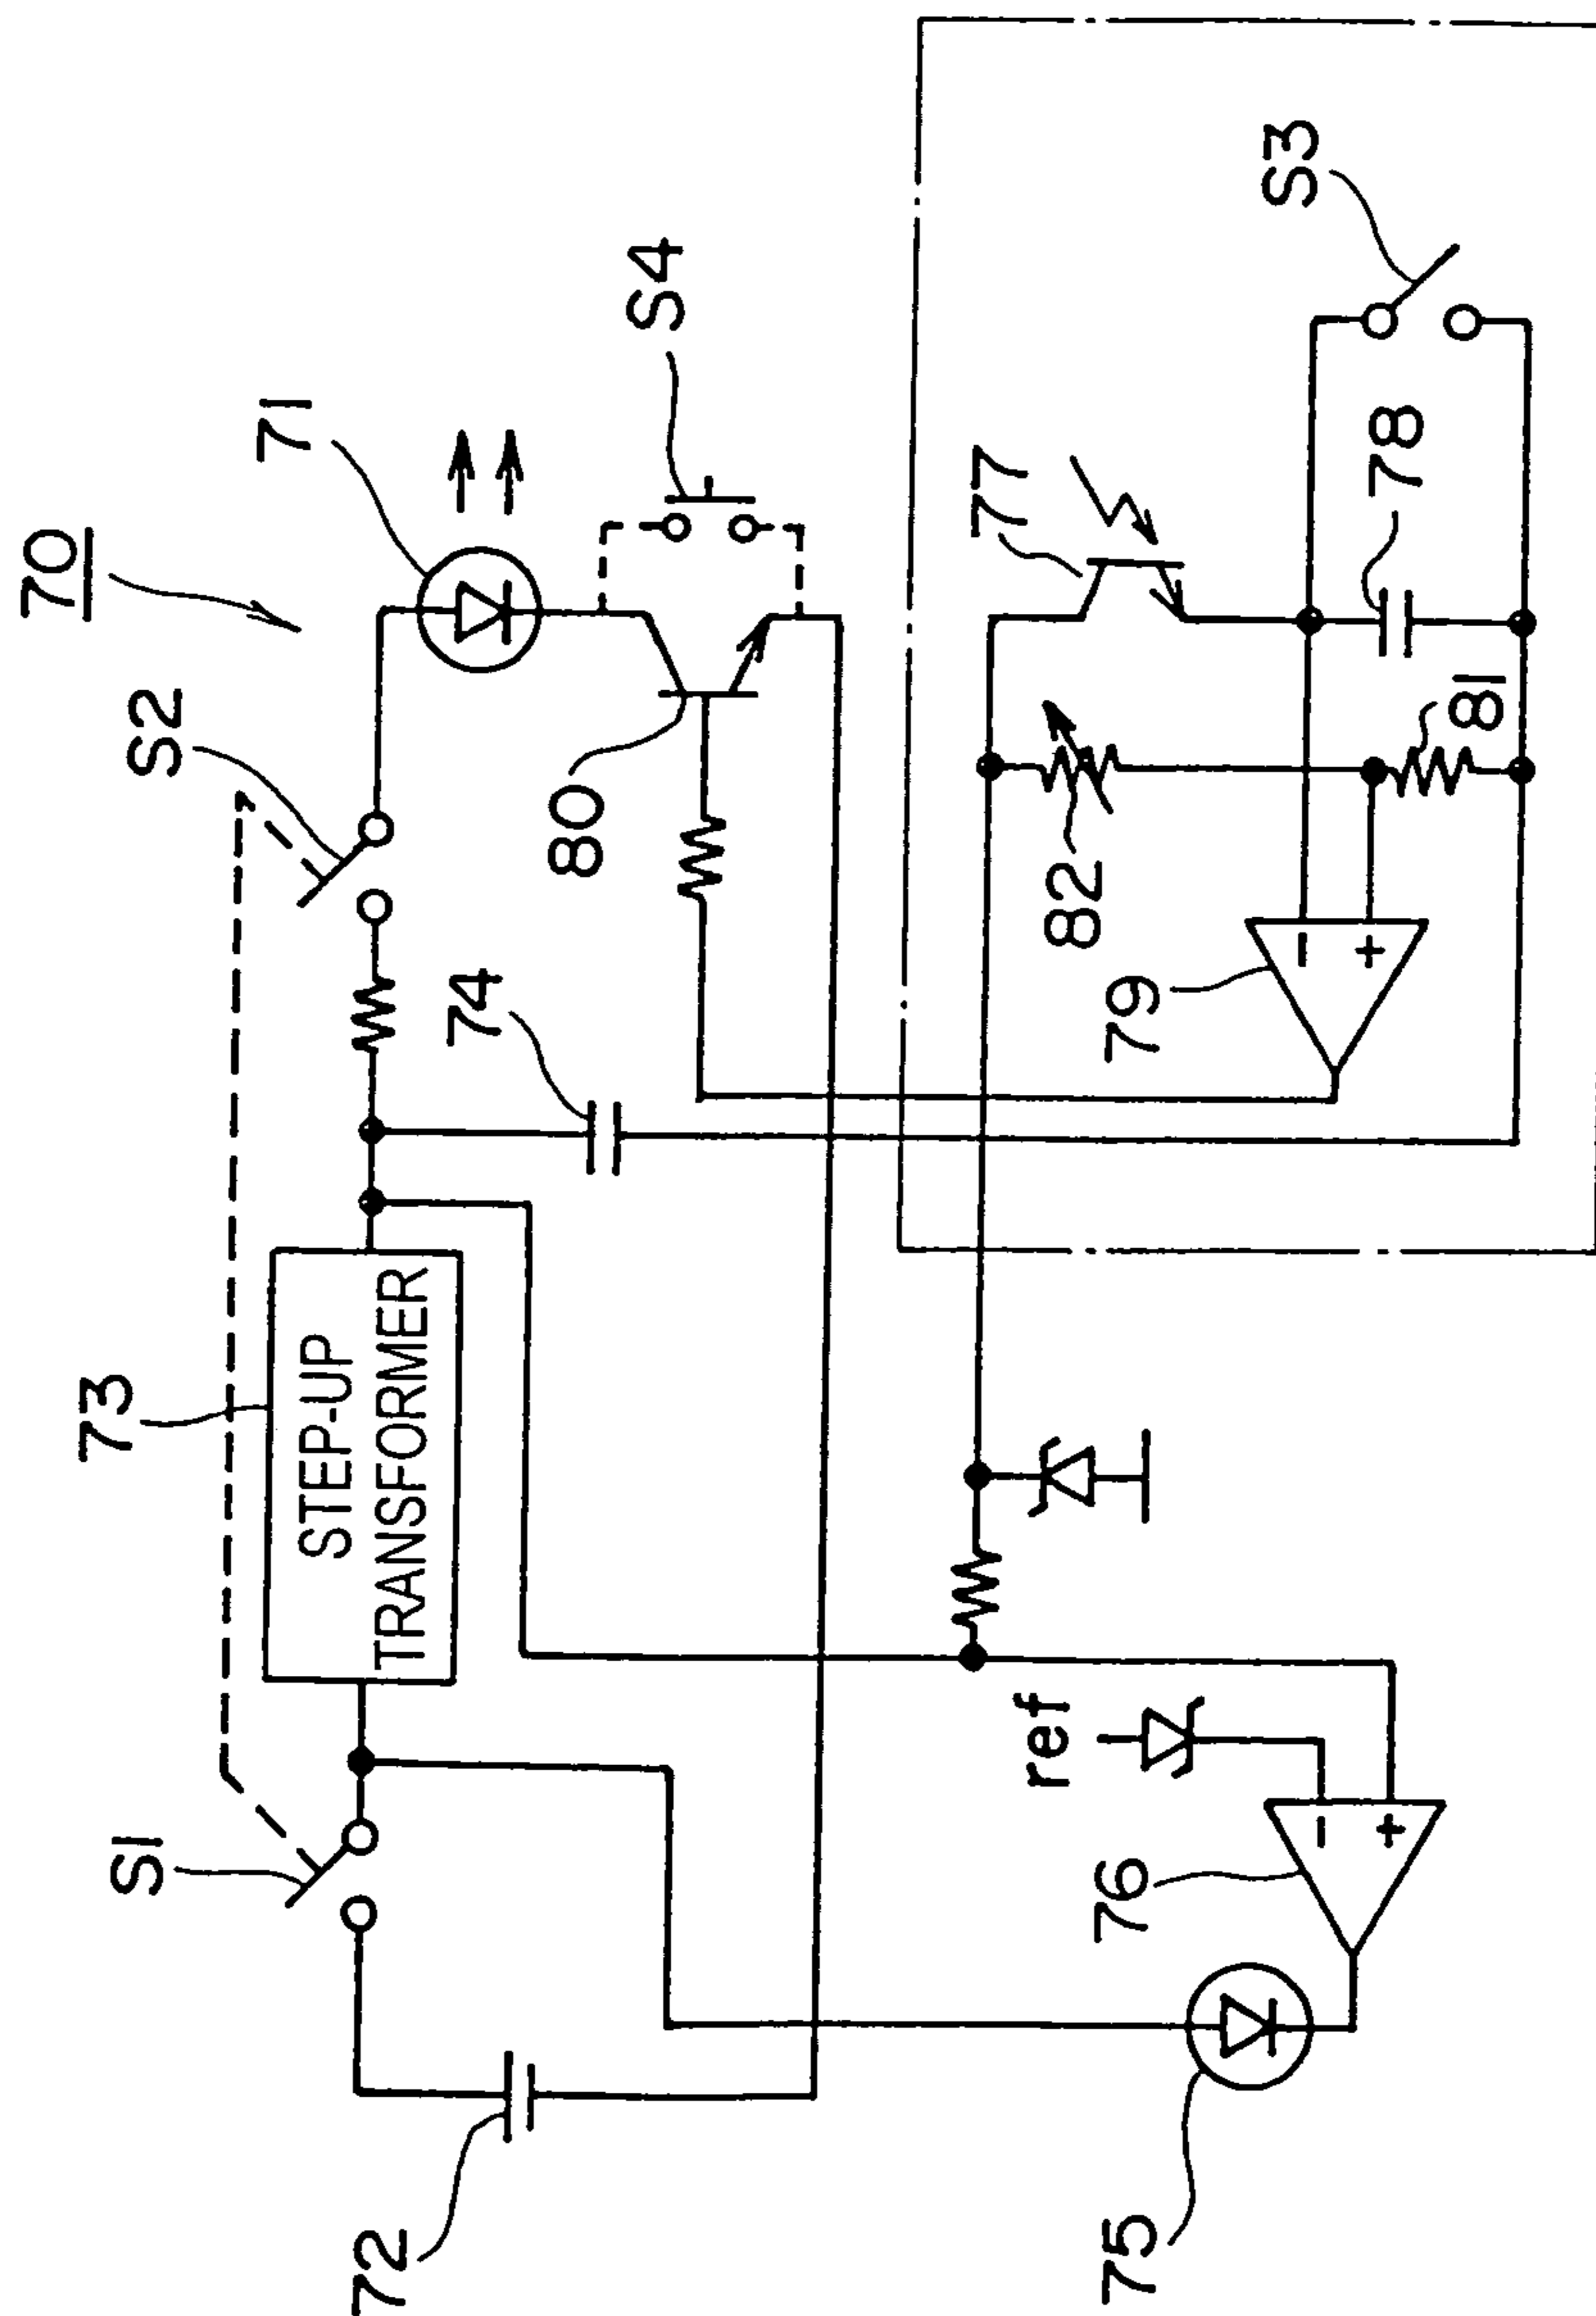 70
S2
71
S4
S1
73
STEP-UP
TRANSFORMER
74
80
72
77
S3
82
78
81
79
-
+
ref
76
-
+
75